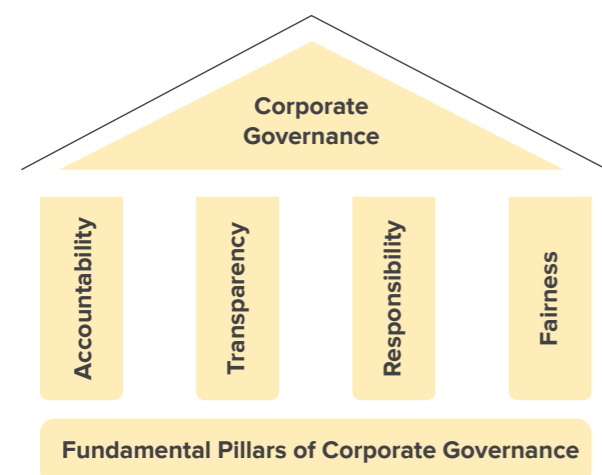 Corporate
Governance
Accountability
Transparency
Responsibility
Fairness
Fundamental Pillars of Corporate Governance